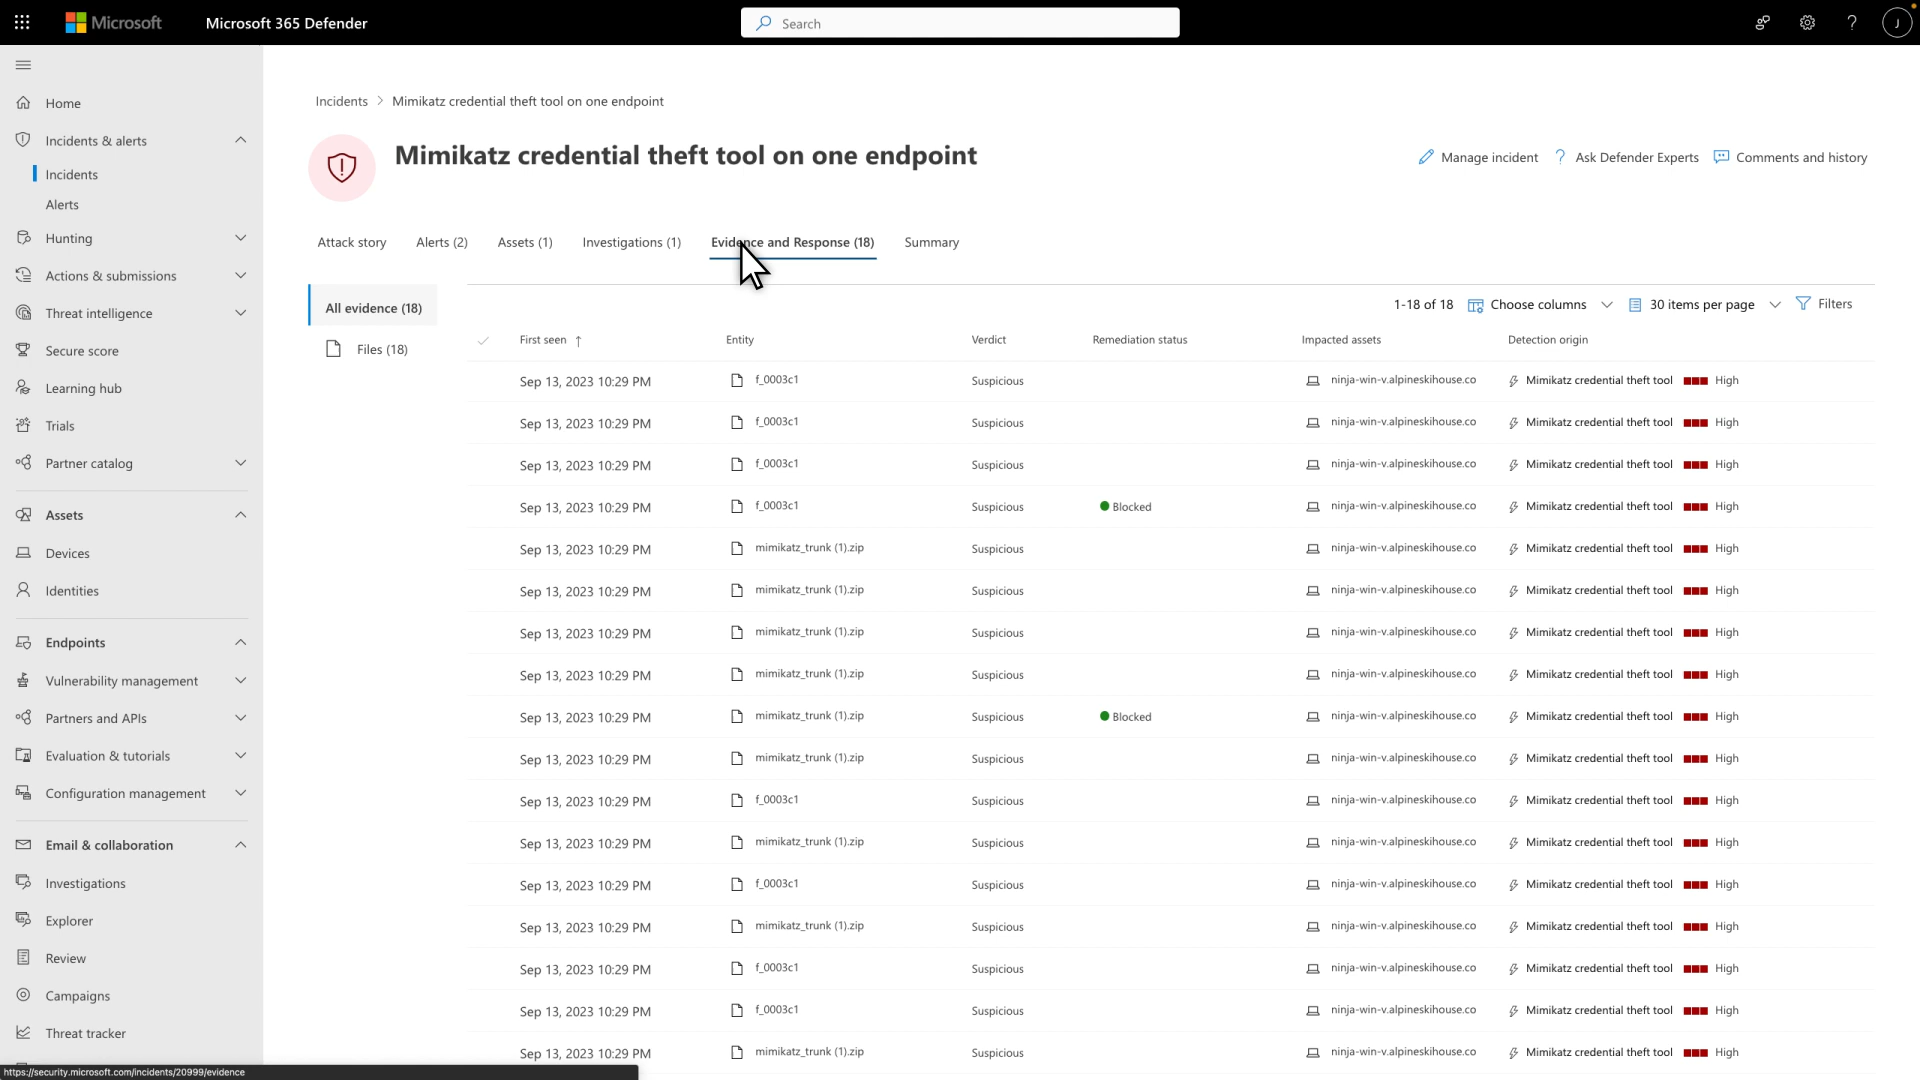 Microsoft
Microsoft 365 Defender
Search
J
Home
Incidents & alerts
Incidents
Alerts
Hunting
Actions & submissions
Threat intelligence
Secure score
Learning hub
Trials
Partner catalog
Assets
Devices
Identities
Endpoints
Vulnerability management
Partners and APIs
Evaluation & tutorials
Configuration management
Email & collaboration
Investigations
Explorer
Review
Campaigns
Threat tracker
https://security.microsoft.com/incidents/20999/evidence
Incidents > Mimikatz credential theft tool on one endpoint
Mimikatz credential theft tool on one endpoint
Manage incident ? Ask Defender Experts Comments and history
Attack story Alerts (2) Assets (1) Investigations (1) Evidence and Response (18) Summary
All evidence (18)
Files (18)
1-18 of 18 Choose columns 30 items per page Filters
First seen ↑ Entity Verdict Remediation status Impacted assets Detection origin
Sep 13, 2023 10:29 PM f_0003c1 Suspicious ninja-win-v.alpineskihouse.co Mimikatz credential theft tool High
Sep 13, 2023 10:29 PM f_0003c1 Suspicious ninja-win-v.alpineskihouse.co Mimikatz credential theft tool High
Sep 13, 2023 10:29 PM f_0003c1 Suspicious ninja-win-v.alpineskihouse.co Mimikatz credential theft tool High
Sep 13, 2023 10:29 PM f_0003c1 Suspicious Blocked ninja-win-v.alpineskihouse.co Mimikatz credential theft tool High
Sep 13, 2023 10:29 PM mimikatz_trunk (1).zip Suspicious ninja-win-v.alpineskihouse.co Mimikatz credential theft tool High
Sep 13, 2023 10:29 PM mimikatz_trunk (1).zip Suspicious ninja-win-v.alpineskihouse.co Mimikatz credential theft tool High
Sep 13, 2023 10:29 PM mimikatz_trunk (1).zip Suspicious ninja-win-v.alpineskihouse.co Mimikatz credential theft tool High
Sep 13, 2023 10:29 PM mimikatz_trunk (1).zip Suspicious ninja-win-v.alpineskihouse.co Mimikatz credential theft tool High
Sep 13, 2023 10:29 PM mimikatz_trunk (1).zip Suspicious Blocked ninja-win-v.alpineskihouse.co Mimikatz credential theft tool High
Sep 13, 2023 10:29 PM mimikatz_trunk (1).zip Suspicious ninja-win-v.alpineskihouse.co Mimikatz credential theft tool High
Sep 13, 2023 10:29 PM f_0003c1 Suspicious ninja-win-v.alpineskihouse.co Mimikatz credential theft tool High
Sep 13, 2023 10:29 PM mimikatz_trunk (1).zip Suspicious ninja-win-v.alpineskihouse.co Mimikatz credential theft tool High
Sep 13, 2023 10:29 PM f_0003c1 Suspicious ninja-win-v.alpineskihouse.co Mimikatz credential theft tool High
Sep 13, 2023 10:29 PM mimikatz_trunk (1).zip Suspicious ninja-win-v.alpineskihouse.co Mimikatz credential theft tool High
Sep 13, 2023 10:29 PM f_0003c1 Suspicious ninja-win-v.alpineskihouse.co Mimikatz credential theft tool High
Sep 13, 2023 10:29 PM f_0003c1 Suspicious ninja-win-v.alpineskihouse.co Mimikatz credential theft tool High
Sep 13, 2023 10:29 PM mimikatz_trunk (1).zip Suspicious ninja-win-v.alpineskihouse.co Mimikatz credential theft tool High